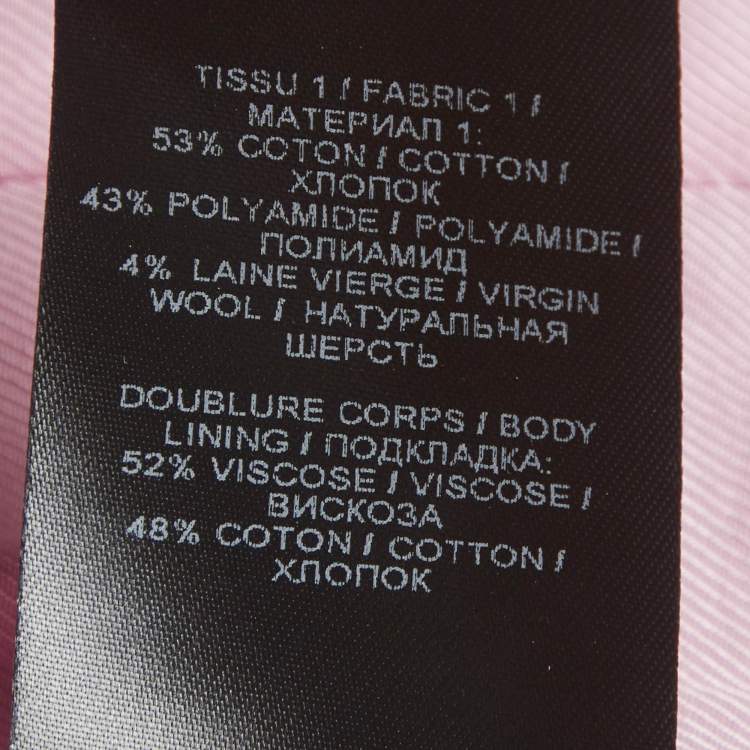 TISSU 1 / FABRIC 1 /
МАТЕРИАЛ 1:
53% COTON / COTTON /
ХЛОПОК
43% POLYAMIDE / POLYAMIDE /
ПОЛИАМИД
4% LAINE VIERGE / VIRGIN
WOOL / НАТУРАЛЬНАЯ
ШЕРСТЬ
DOUBLURE CORPS / BODY
LINING / ПОДКЛАДКА:
52% VISCOSE / VISCOSE /
ВИСКОЗА
48% COTON / COTTON /
ХЛОПОК